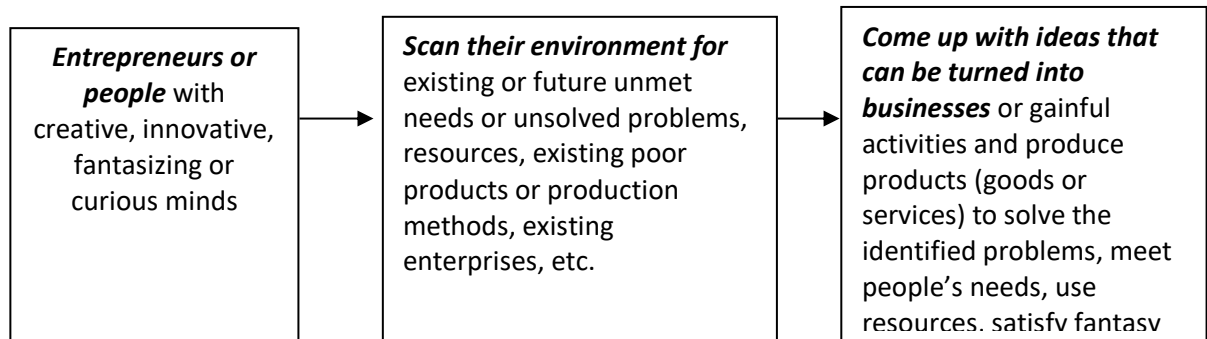 Entrepreneurs or
people with
creative, innovative,
fantasizing or
curious minds
Scan their environment for
existing or future unmet
needs or unsolved problems,
resources, existing poor
products or production
methods, existing
enterprises, etc.
Come up with ideas that
can be turned into
businesses or gainful
activities and produce
products (goods or
services) to solve the
identified problems, meet
people’s needs, use
resources, satisfy fantasy